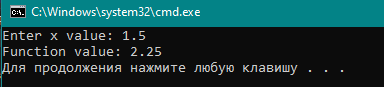 C:\Windows\system32\cmd.exe
Enter x value: 1.5
Function value: 2.25
Для продолжения нажмите любую клавишу . . .